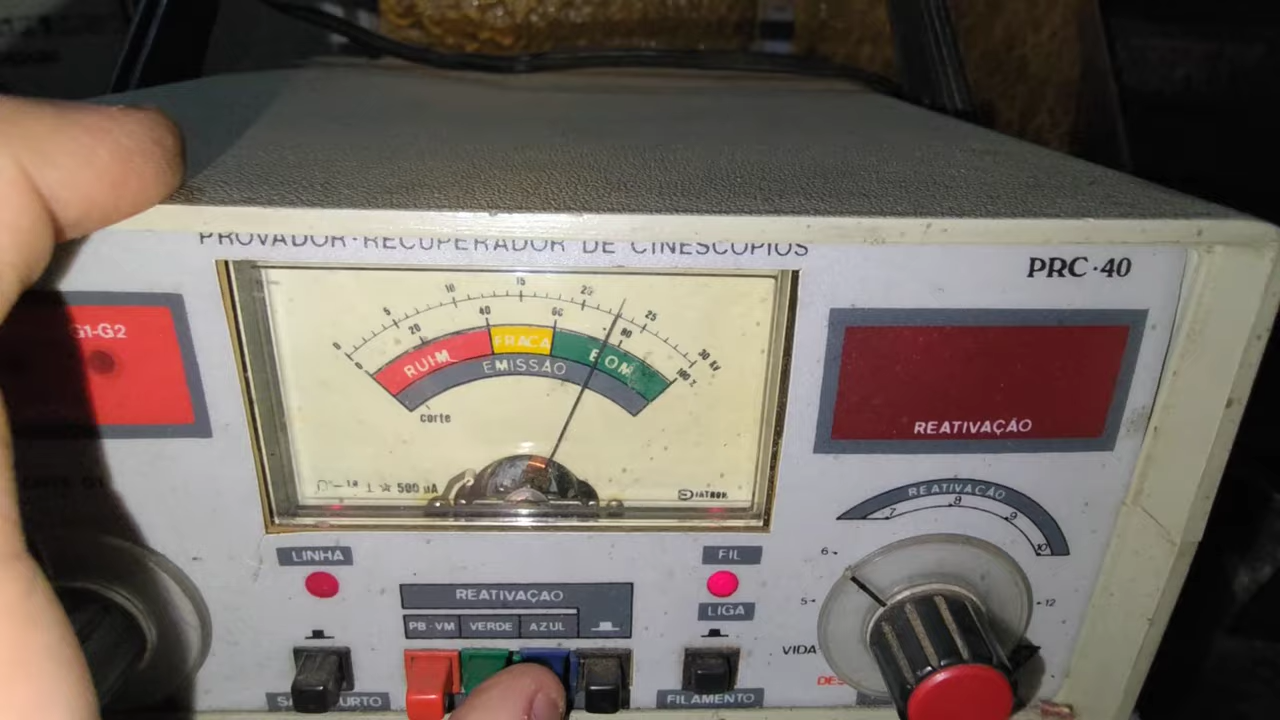 PROVADOR-RECUPERADOR DE CINESCÓPIOS
PRC·40
G1-G2
0 5 10 15 20 25 30 KV
0 20 40 60 80 100 %
RUIM FRACA BOM
EMISSÃO
corte
500 µA
REATIVAÇÃO
REATIVAÇÃO
7 8 9 10
6
5
12
VIDA
LINHA
FIL
REATIVAÇÃO
PB-VM VERDE AZUL
LIGA
FILAMENTO